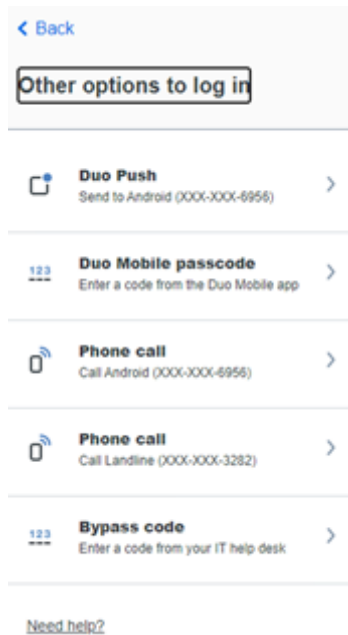 Back
Other options to log in
Duo Push
Send to Android (XXX-XXX-6956)
123
Duo Mobile passcode
Enter a code from the Duo Mobile app
Phone call
Call Android (XXX-XXX-6956)
Phone call
Call Landline (XXX-XXX-3282)
123
Bypass code
Enter a code from your IT help desk
Need help?